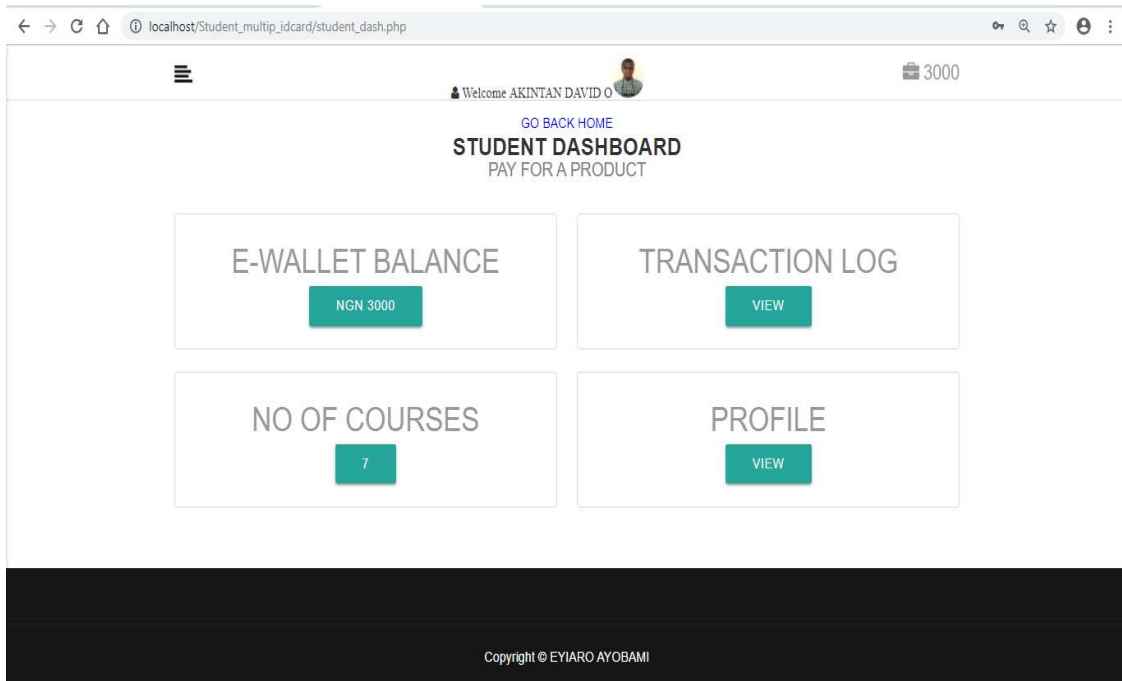 localhost/Student_multip_idcard/student_dash.php
Welcome AKINTAN DAVID O
3000
GO BACK HOME
STUDENT DASHBOARD
PAY FOR A PRODUCT
E-WALLET BALANCE
NGN 3000
TRANSACTION LOG
VIEW
NO OF COURSES
7
PROFILE
VIEW
Copyright © EYIARO AYOBAMI